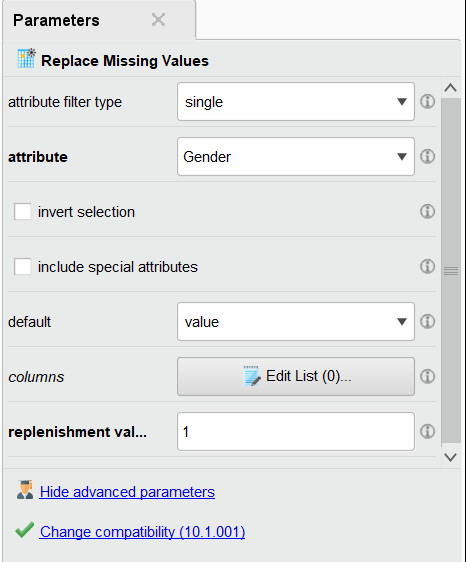 Parameters
Replace Missing Values
attribute filter type single
attribute Gender
invert selection
include special attributes
default value
columns Edit List (0)...
replenishment val... 1
Hide advanced parameters
Change compatibility (10.1.001)